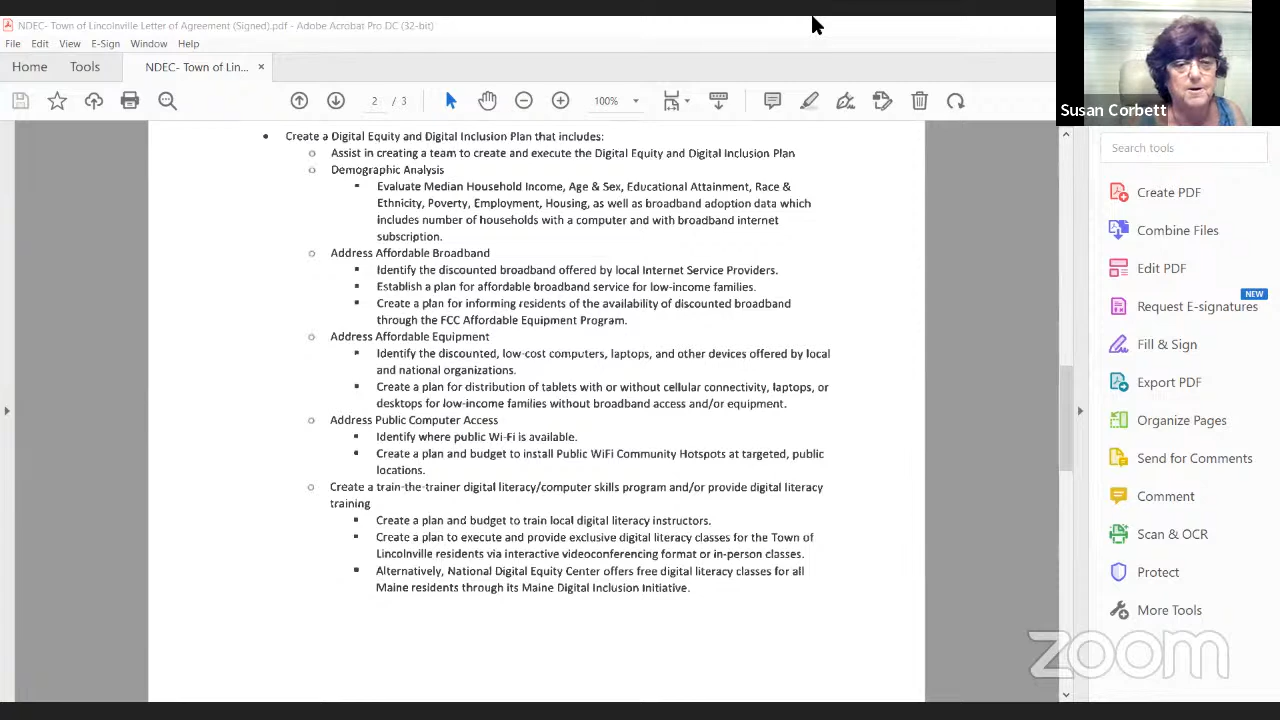 NDEC- Town of Lincolnville Letter of Agreement (Signed).pdf - Adobe Acrobat Pro DC (32-bit)
File Edit View E-Sign Window Help
Home Tools NDEC- Town of Lin... ×
2 / 3 100%
Susan Corbett
• Create a Digital Equity and Digital Inclusion Plan that includes:
o Assist in creating a team to create and execute the Digital Equity and Digital Inclusion Plan
o Demographic Analysis
▪ Evaluate Median Household Income, Age & Sex, Educational Attainment, Race &
Ethnicity, Poverty, Employment, Housing, as well as broadband adoption data which
includes number of households with a computer and with broadband internet
subscription.
o Address Affordable Broadband
▪ Identify the discounted broadband offered by local Internet Service Providers.
▪ Establish a plan for affordable broadband service for low-income families.
▪ Create a plan for informing residents of the availability of discounted broadband
through the FCC Affordable Equipment Program.
o Address Affordable Equipment
▪ Identify the discounted, low-cost computers, laptops, and other devices offered by local
and national organizations.
▪ Create a plan for distribution of tablets with or without cellular connectivity, laptops, or
desktops for low-income families without broadband access and/or equipment.
o Address Public Computer Access
▪ Identify where public Wi-Fi is available.
▪ Create a plan and budget to install Public WiFi Community Hotspots at targeted, public
locations.
o Create a train-the-trainer digital literacy/computer skills program and/or provide digital literacy
training
▪ Create a plan and budget to train local digital literacy instructors.
▪ Create a plan to execute and provide exclusive digital literacy classes for the Town of
Lincolnville residents via interactive videoconferencing format or in-person classes.
▪ Alternatively, National Digital Equity Center offers free digital literacy classes for all
Maine residents through its Maine Digital Inclusion Initiative.
Search tools
Create PDF
Combine Files
Edit PDF
NEW
Request E-signatures
Fill & Sign
Export PDF
Organize Pages
Send for Comments
Comment
Scan & OCR
Protect
More Tools
zoom